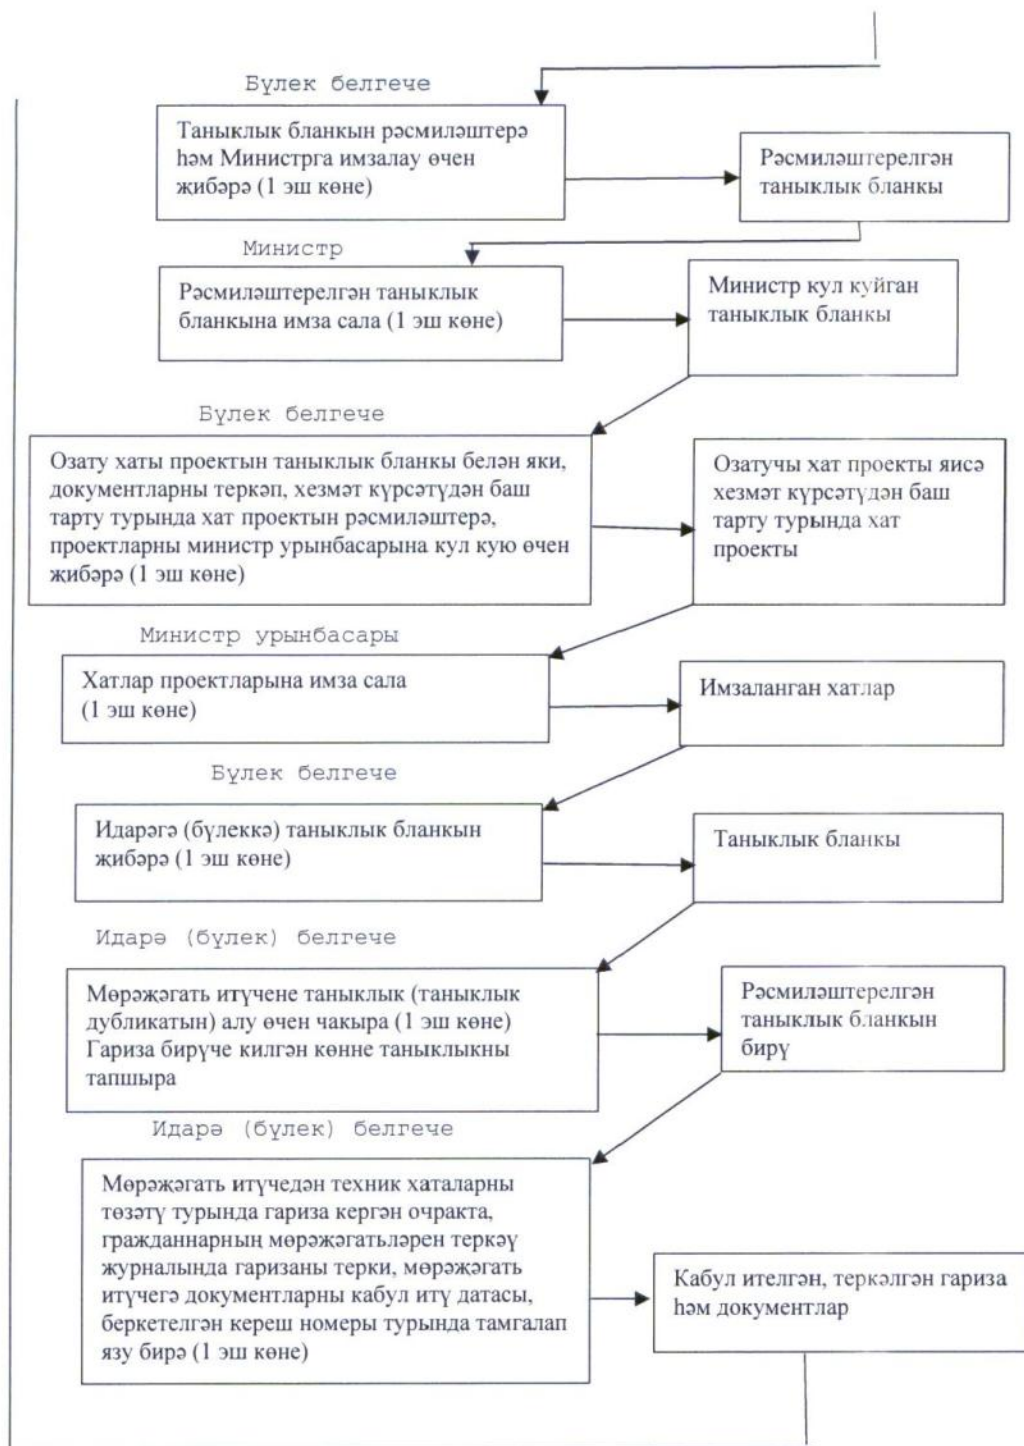 Бүлек белгече
Таныклык бланкын рәсмиләштерә
һәм Министрга имзалау өчен
җибәрә (1 эш көне)
Рәсмиләштерелгән
таныклык бланкы
Министр
Рәсмиләштерелгән таныклык
бланкына имза сала (1 эш көне)
Министр кул куйган
таныклык бланкы
Бүлек белгече
Озату хаты проектын таныклык бланкы белән яки,
документларны теркәп, хезмәт күрсәтүдән баш
тарту турында хат проектын рәсмиләштерә,
проектларны министр урынбасарына кул кую өчен
җибәрә (1 эш көне)
Озатучы хат проекты яисә
хезмәт күрсәтүдән баш
тарту турында хат
проекты
Министр урынбасары
Хатлар проектларына имза сала
(1 эш көне)
Имзаланган хатлар
Бүлек белгече
Идарәгә (бүлеккә) таныклык бланкын
җибәрә (1 эш көне)
Таныклык бланкы
Идарә (бүлек) белгече
Мөрәҗәгать итүчене таныклык (таныклык
дубликатын) алу өчен чакыра (1 эш көне)
Гариза бирүче килгән көнне таныклыкны
тапшыра
Рәсмиләштерелгән
таныклык бланкын
бирү
Идарә (бүлек) белгече
Мөрәҗәгать итүчедән техник хаталарны
төзәтү турында гариза кергән очракта,
гражданнарның мөрәҗәгатьләрен теркәү
журналында гаризаны терки, мөрәҗәгать
итүчегә документларны кабул итү датасы,
беркетелгән кереш номеры турында тамгалап
язу бирә (1 эш көне)
Кабул ителгән, теркәлгән гариза
һәм документлар